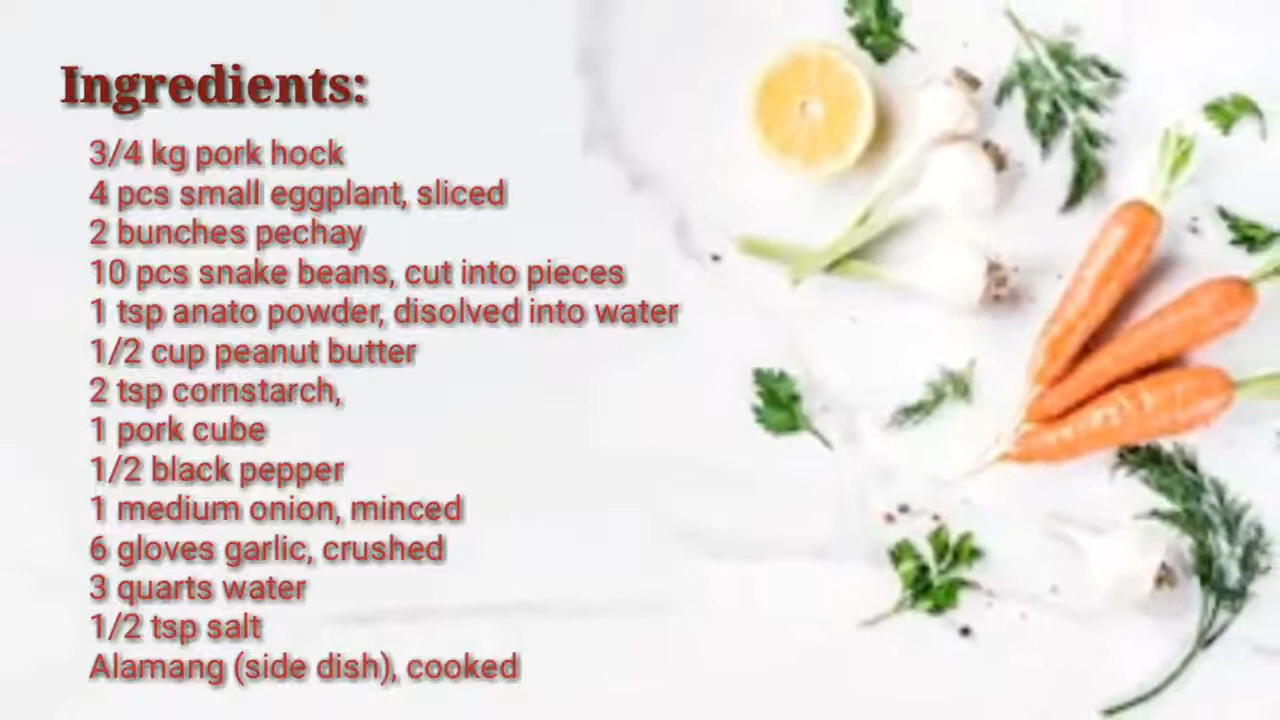 Ingredients:
3/4 kg pork hock
4 pcs small eggplant, sliced
2 bunches pechay
10 pcs snake beans, cut into pieces
1 tsp anato powder, disolved into water
1/2 cup peanut butter
2 tsp cornstarch,
1 pork cube
1/2 black pepper
1 medium onion, minced
6 gloves garlic, crushed
3 quarts water
1/2 tsp salt
Alamang (side dish), cooked